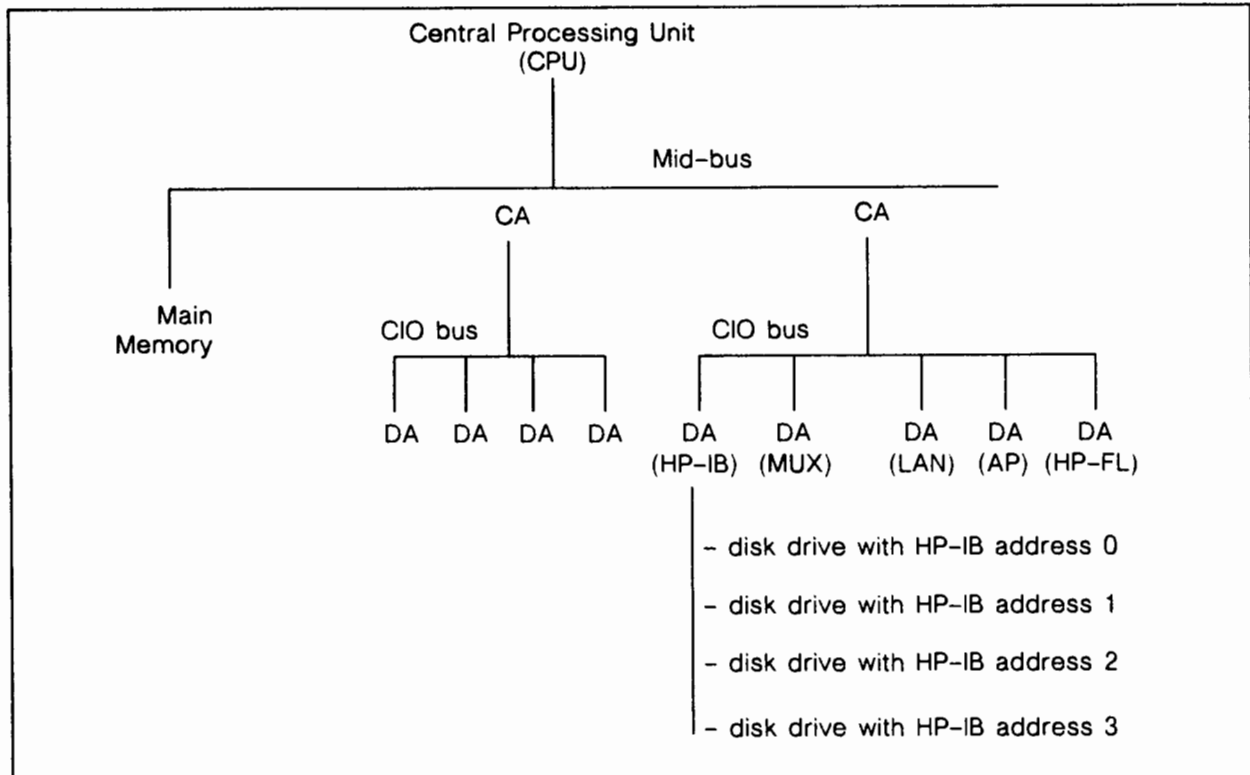 Central Processing Unit
(CPU)
Mid-bus
CA
CA
Main
Memory
CIO bus
CIO bus
DA DA DA DA
DA DA DA DA DA
(HP-IB) (MUX) (LAN) (AP) (HP-FL)
- disk drive with HP-IB address 0
- disk drive with HP-IB address 1
- disk drive with HP-IB address 2
- disk drive with HP-IB address 3